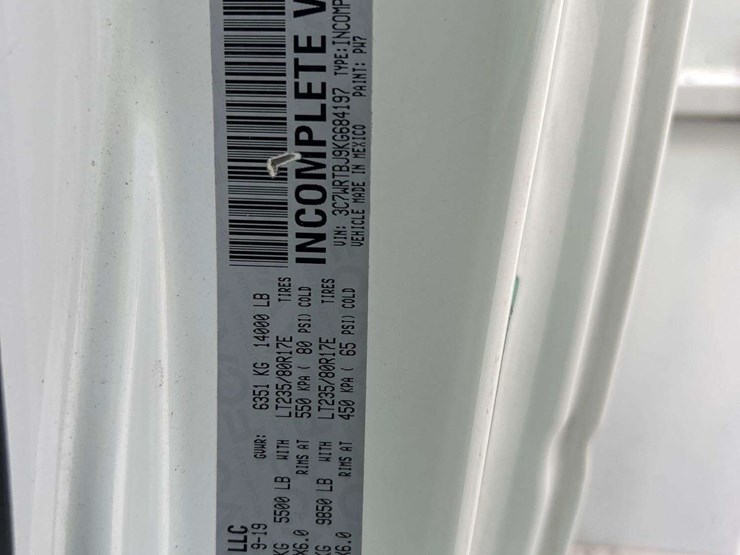 LLC
9-19 GVWR: 6351 KG 14000 LB
KG 5500 LB WITH LT235/80R17E TIRES
X6.0 RIMS AT 550 KPA ( 80 PSI) COLD
KG 9850 LB WITH LT235/80R17E TIRES
X6.0 RIMS AT 450 KPA ( 65 PSI) COLD
INCOMPLETE V
VIN: 3C7WRTBJ9KG684197 TYPE:INCOMP
VEHICLE MADE IN MEXICO PAINT: PW7